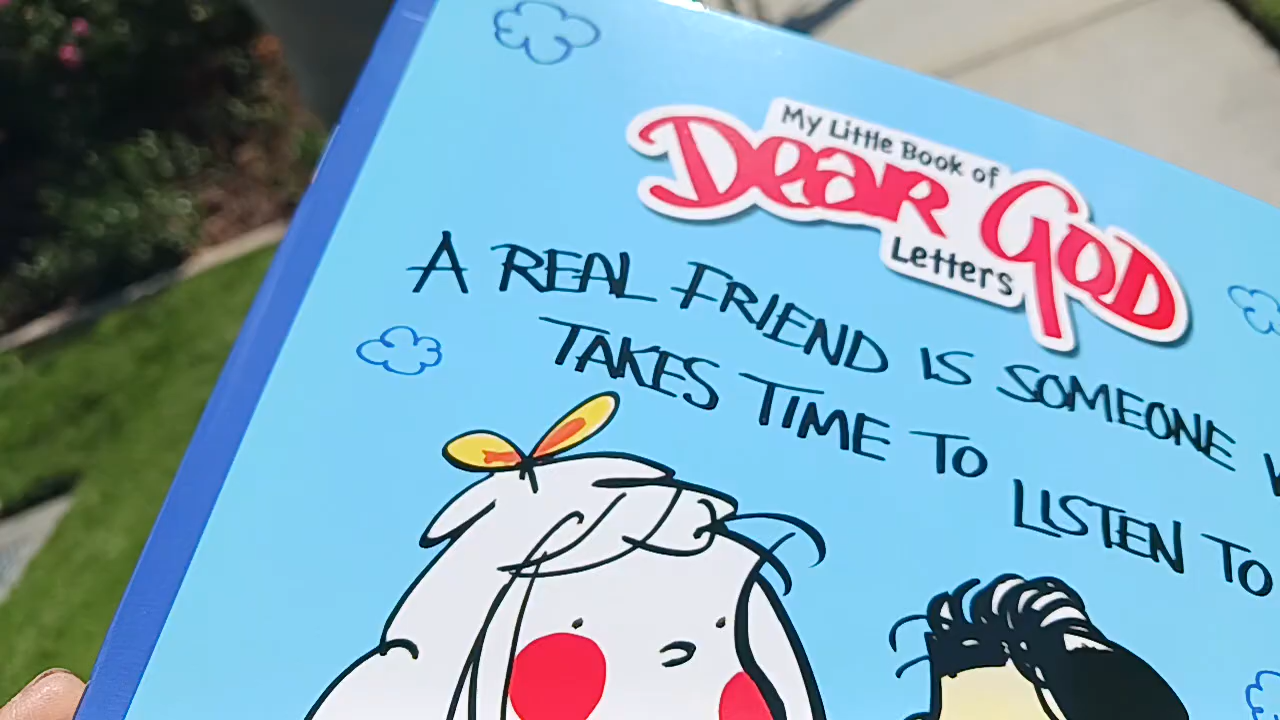 My Little Book of
Dear God
Letters
A REAL FRIEND IS SOMEONE
TAKES TIME TO LISTEN TO